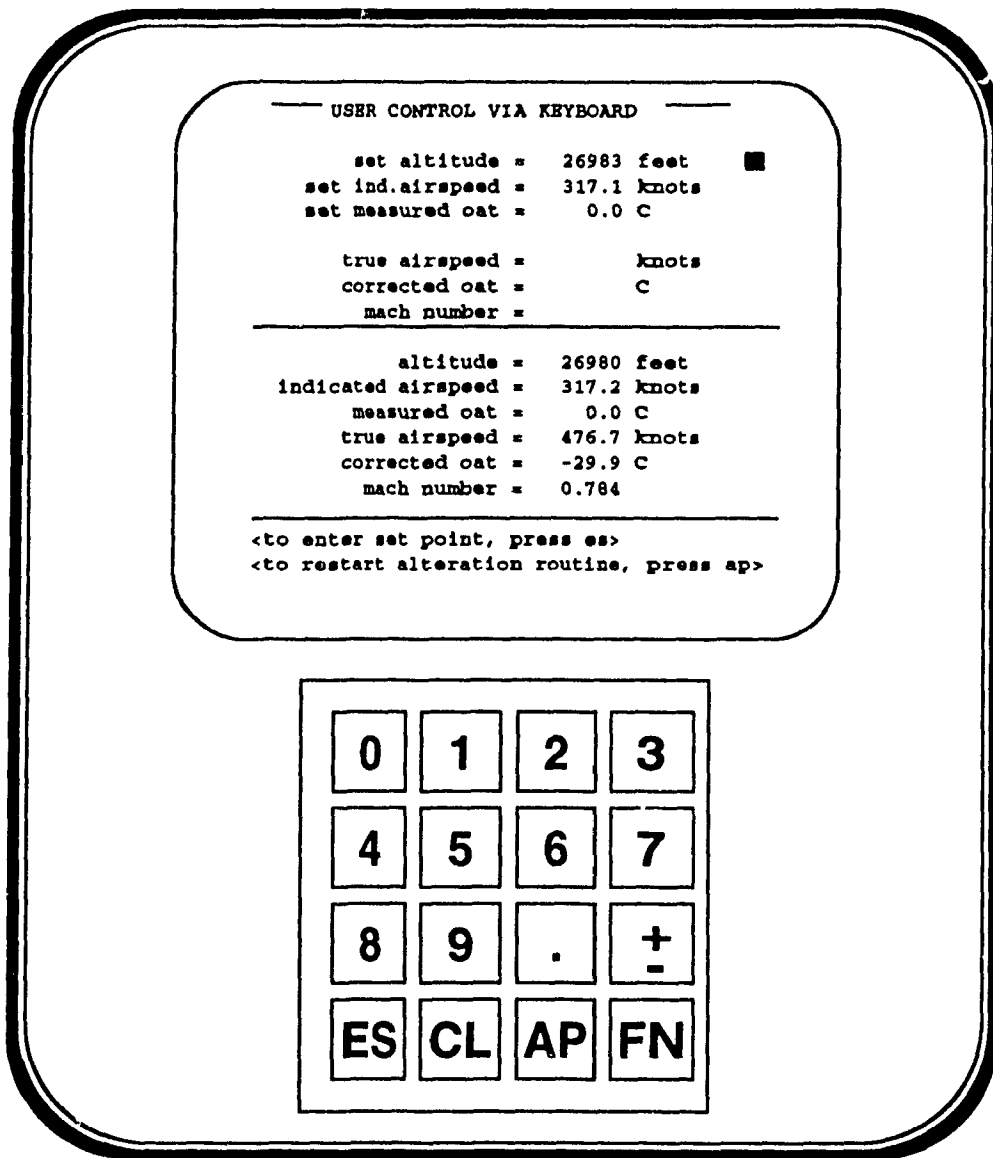 USER CONTROL VIA KEYBOARD
set altitude = 26983 feet
set ind.airspeed = 317.1 knots
set measured oat = 0.0 C
true airspeed = knots
corrected oat = C
mach number =
altitude = 26980 feet
indicated airspeed = 317.2 knots
measured oat = 0.0 C
true airspeed = 476.7 knots
corrected oat = -29.9 C
mach number = 0.784
<to enter set point, press es>
<to restart alteration routine, press ap>
0 1 2 3
4 5 6 7
8 9 . ±
ES CL AP FN